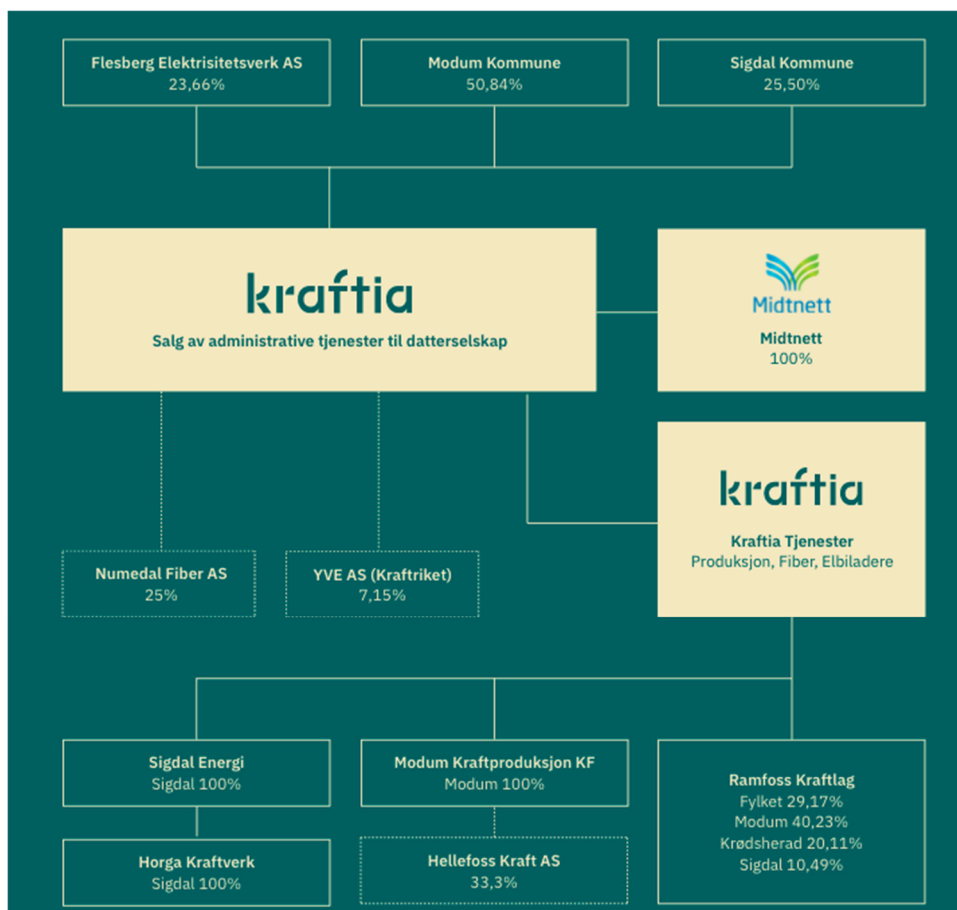 Flesberg Elektrisitetsverk AS
23,66%
Modum Kommune
50,84%
Sigdal Kommune
25,50%
kraftia
Salg av administrative tjenester til datterselskap
Midtnett
Midtnett
100%
kraftia
Kraftia Tjenester
Produksjon, Fiber, Elbiladere
Numedal Fiber AS
25%
YVE AS (Kraftriket)
7,15%
Sigdal Energi
Sigdal 100%
Modum Kraftproduksjon KF
Modum 100%
Ramfoss Kraftlag
Fylket 29,17%
Modum 40,23%
Krødsherad 20,11%
Sigdal 10,49%
Horga Kraftverk
Sigdal 100%
Hellefoss Kraft AS
33,3%